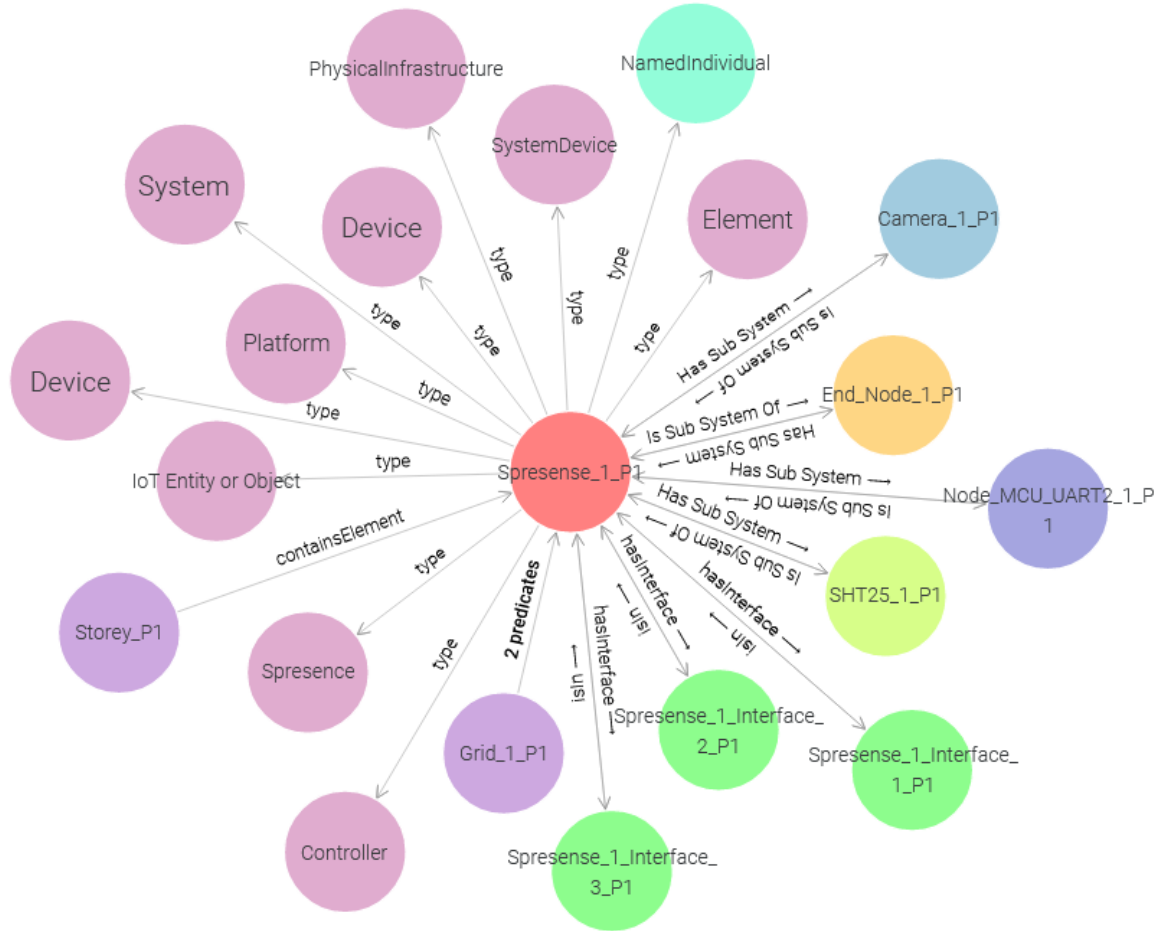 PhysicalInfrastructure
NamedIndividual
SystemDevice
System
Device
Element
Camera_1_P1
type
type
type
type
type
type
Has Sub System →
Is Sub System Of →
Platform
Device
type
type
End_Node_1_P1
Is Sub System Of →
Has Sub System →
IoT Entity or Object
type
Spresense_1_P1
Has Sub System →
Is Sub System Of →
Node_MCU_UART2_1_P
1
containsElement
Has Sub System →
Is Sub System Of →
SHT25_1_P1
Storey_P1
type
Spresence
type
2 predicates
hasInterface →
isIn →
hasInterface →
isIn →
hasInterface →
isIn →
Grid_1_P1
Spresense_1_Interface_
2_P1
Spresense_1_Interface_
1_P1
Controller
Spresense_1_Interface_
3_P1